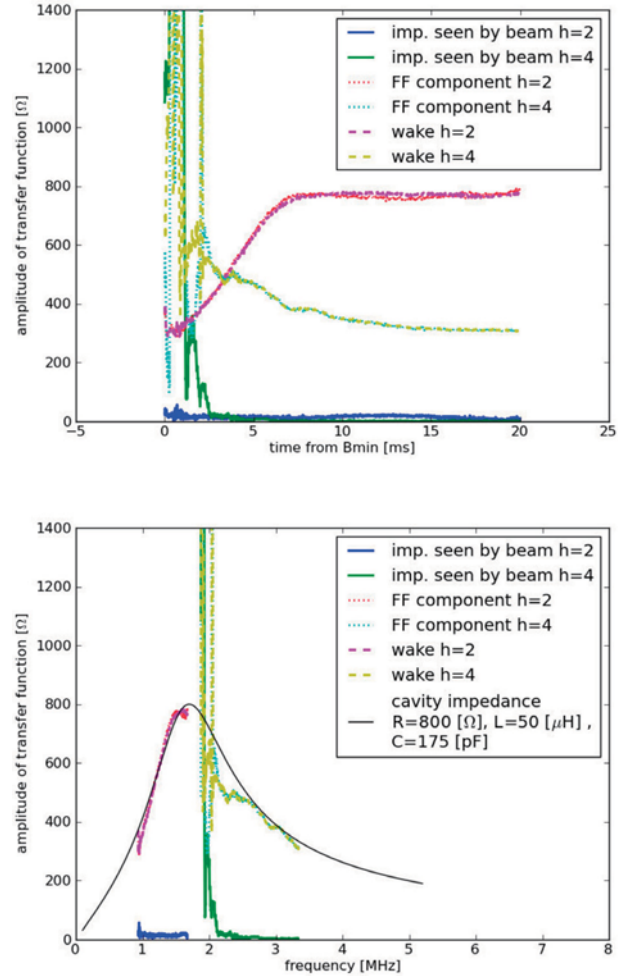 1400
1200
1000
800
600
400
200
0
−5
0
5
10
15
20
25
amplitude of transfer function [Ω]
time from Bmin [ms]
imp. seen by beam h=2
imp. seen by beam h=4
FF component h=2
FF component h=4
wake h=2
wake h=4
1400
1200
1000
800
600
400
200
0
0
1
2
3
4
5
6
7
8
amplitude of transfer function [Ω]
frequency [MHz]
imp. seen by beam h=2
imp. seen by beam h=4
FF component h=2
FF component h=4
wake h=2
wake h=4
cavity impedance
R=800 [Ω], L=50 [μH] ,
C=175 [pF]